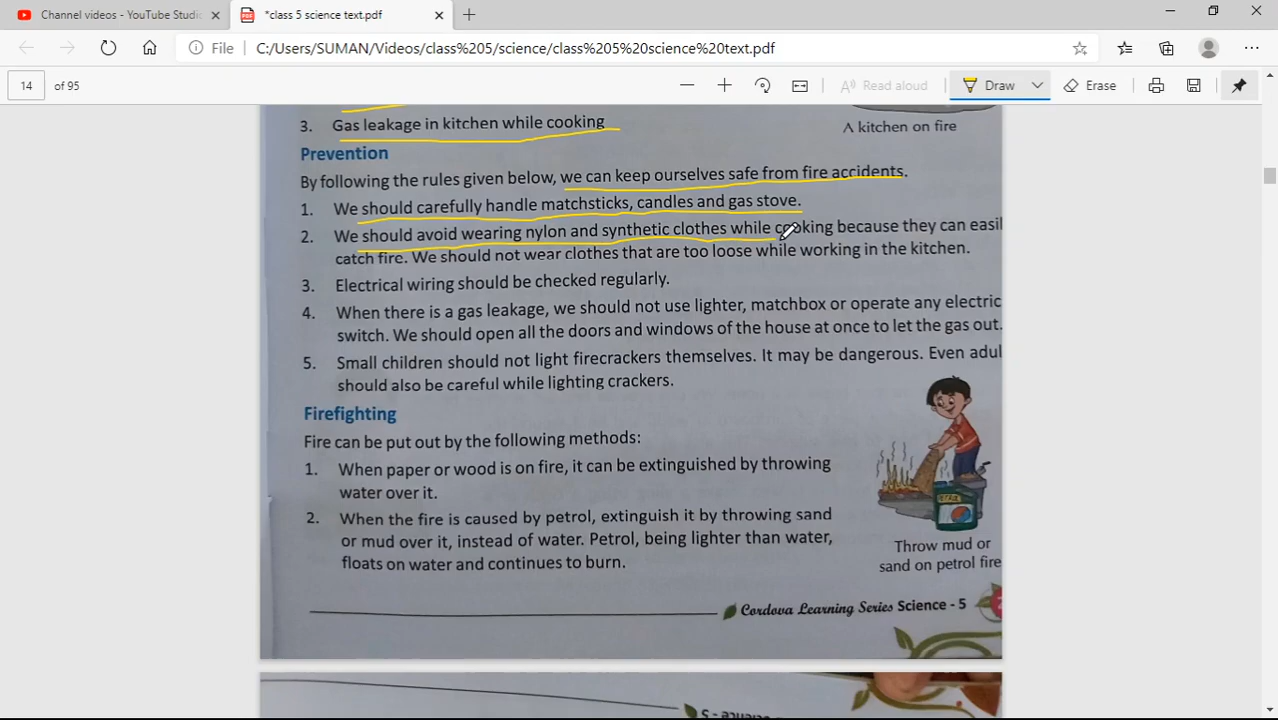 Channel videos - YouTube Studi
*class 5 science text.pdf
File
C:/Users/SUMAN/Videos/class%205/science/class%205%20science%20text.pdf
14 of 95
Read aloud
Draw
Erase
3. Gas leakage in kitchen while cooking
A kitchen on fire
Prevention
By following the rules given below, we can keep ourselves safe from fire accidents.
1. We should carefully handle matchsticks, candles and gas stove.
2. We should avoid wearing nylon and synthetic clothes while cooking because they can easil
catch fire. We should not wear clothes that are too loose while working in the kitchen.
3. Electrical wiring should be checked regularly.
4. When there is a gas leakage, we should not use lighter, matchbox or operate any electric
switch. We should open all the doors and windows of the house at once to let the gas out.
5. Small children should not light firecrackers themselves. It may be dangerous. Even adul
should also be careful while lighting crackers.
Firefighting
Fire can be put out by the following methods:
1. When paper or wood is on fire, it can be extinguished by throwing
water over it.
2. When the fire is caused by petrol, extinguish it by throwing sand
or mud over it, instead of water. Petrol, being lighter than water,
floats on water and continues to burn.
PETROL
Throw mud or
sand on petrol fire
Cordova Learning Series Science - 5